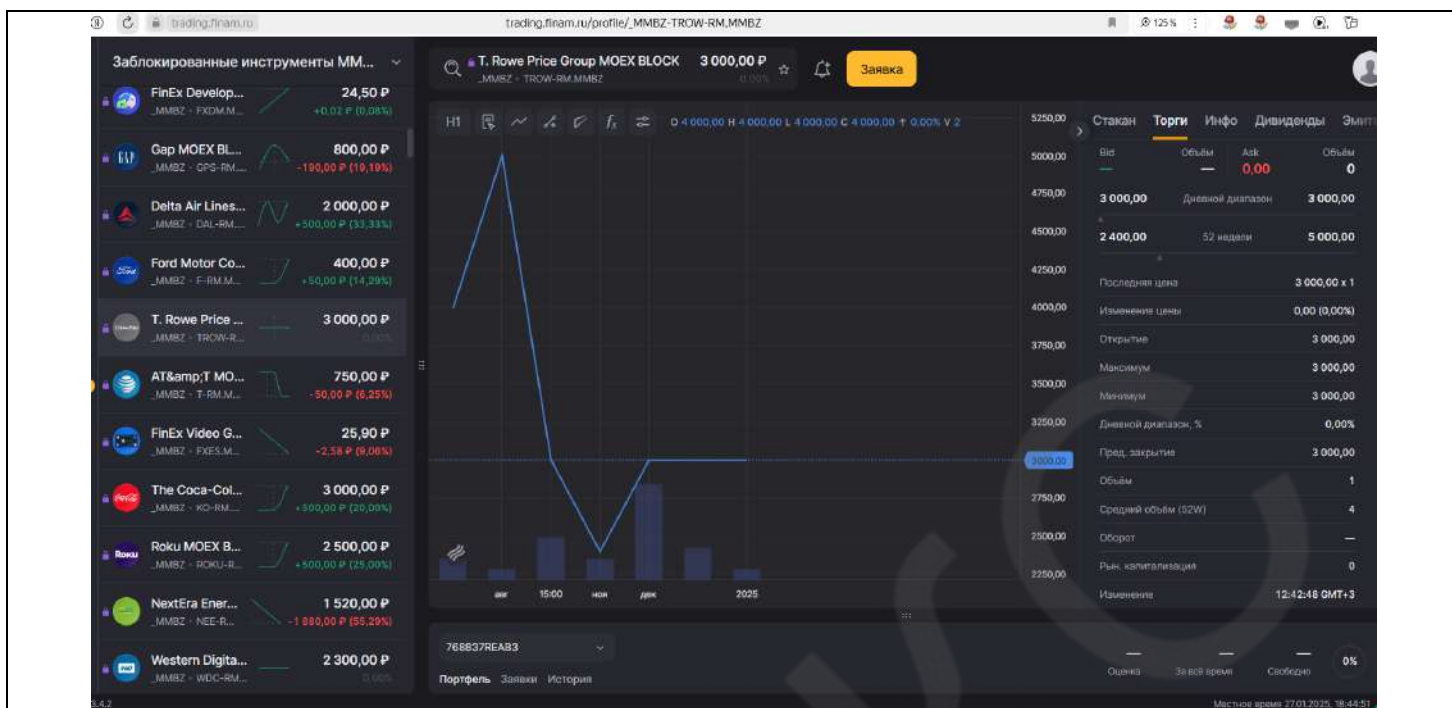 trading.finam.ru
trading.finam.ru/profile/_MMBZ-TROW-RM.MMBZ
125 %
Заблокированные инструменты ММ...
FinEx Develop...
24,50 ₽
_MMBZ · FXDM.M...
+0,02 ₽ (0,08%)
Gap MOEX BL...
800,00 ₽
_MMBZ · GPS-RM....
-190,00 ₽ (19,19%)
Delta Air Lines...
2 000,00 ₽
_MMBZ · DAL-RM....
+500,00 ₽ (33,33%)
Ford Motor Co...
400,00 ₽
_MMBZ · F-RM.M...
+50,00 ₽ (14,29%)
T. Rowe Price ...
3 000,00 ₽
_MMBZ · TROW-R...
0,00%
AT&amp;T MO...
750,00 ₽
_MMBZ · T-RM.M...
-50,00 ₽ (6,25%)
FinEx Video G...
25,90 ₽
_MMBZ · FXES.M...
-2,58 ₽ (9,06%)
The Coca-Col...
3 000,00 ₽
_MMBZ · KO-RM....
+500,00 ₽ (20,00%)
Roku MOEX B...
2 500,00 ₽
_MMBZ · ROKU-R...
+500,00 ₽ (25,00%)
NextEra Ener...
1 520,00 ₽
_MMBZ · NEE-R...
-1 880,00 ₽ (55,29%)
Western Digita...
2 300,00 ₽
_MMBZ · WDC-RM...
0,00%
3.4.2
T. Rowe Price Group MOEX BLOCK
3 000,00 ₽
_MMBZ · TROW-RM.MMBZ
0,00%
Заявка
H1
O 4 000,00 H 4 000,00 L 4 000,00 C 4 000,00 ↑ 0,00% V 2
5250,00
5000,00
4750,00
4500,00
4250,00
4000,00
3750,00
3500,00
3250,00
3000,00
2750,00
2500,00
2250,00
авг 15:00 ноя дек 2025
Стакан Торги Инфо Дивиденды
Bid Объём Ask Объём
— — 0,00 0
3 000,00 Дневной диапазон 3 000,00
2 400,00 52 недели 5 000,00
Последняя цена 3 000,00 x 1
Изменение цены 0,00 (0,00%)
Открытие 3 000,00
Максимум 3 000,00
Минимум 3 000,00
Дневной диапазон, % 0,00%
Пред. закрытие 3 000,00
Объём 1
Средний объём (52W) 4
Оборот —
Рын. капитализация 0
Изменение 12:42:48 GMT+3
768837REAB3
Портфель Заявки История
— — —
Оценка За всё время Свободно
0%
Местное время 27.01.2025, 18:44:51